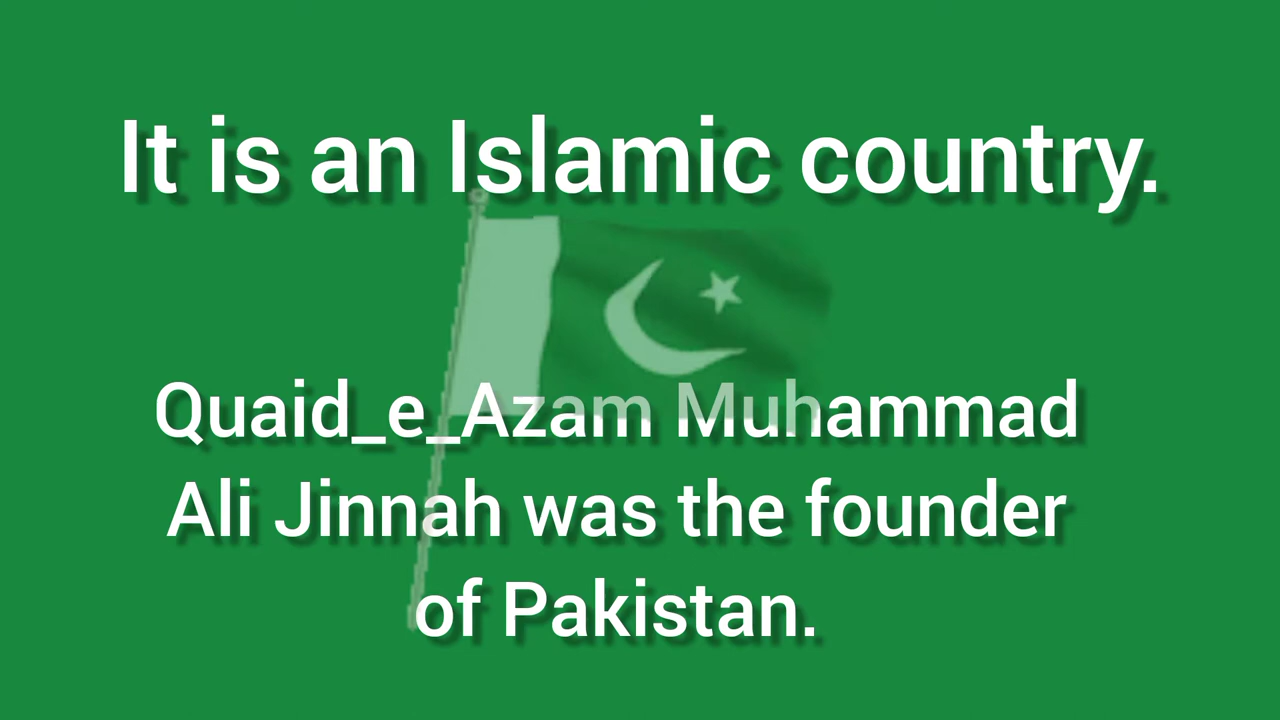 It is an Islamic country.
Quaid_e_Azam Muhammad
Ali Jinnah was the founder
of Pakistan.